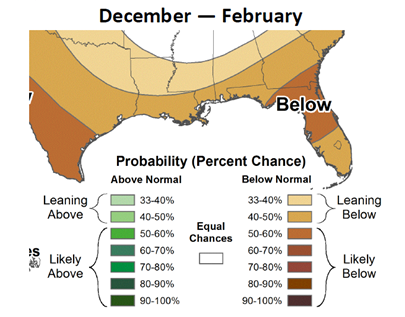 December — February
Below
Probability (Percent Chance)
Above Normal
Below Normal
Leaning
Above
33-40%
40-50%
Likely
Above
50-60%
60-70%
70-80%
80-90%
90-100%
Equal
Chances
33-40%
40-50%
Leaning
Below
50-60%
60-70%
70-80%
80-90%
90-100%
Likely
Below